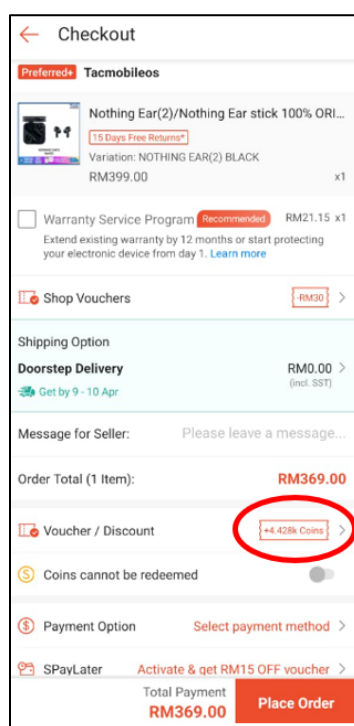 ← Checkout
Preferred+ Tacmobileos
Nothing Ear(2)/Nothing Ear stick 100% ORI...
15 Days Free Returns*
Variation: NOTHING EAR(2) BLACK
RM399.00 x1
Warranty Service Program Recommended RM21.15 x1
Extend existing warranty by 12 months or start protecting
your electronic device from day 1. Learn more
Shop Vouchers -RM30 >
Shipping Option
Doorstep Delivery RM0.00 >
(incl. SST)
Get by 9 - 10 Apr
Message for Seller: Please leave a message...
Order Total (1 Item): RM369.00
Voucher / Discount +4.428k Coins >
S Coins cannot be redeemed
$ Payment Option Select payment method >
SPayLater Activate & get RM15 OFF voucher >
Total Payment
RM369.00
Place Order